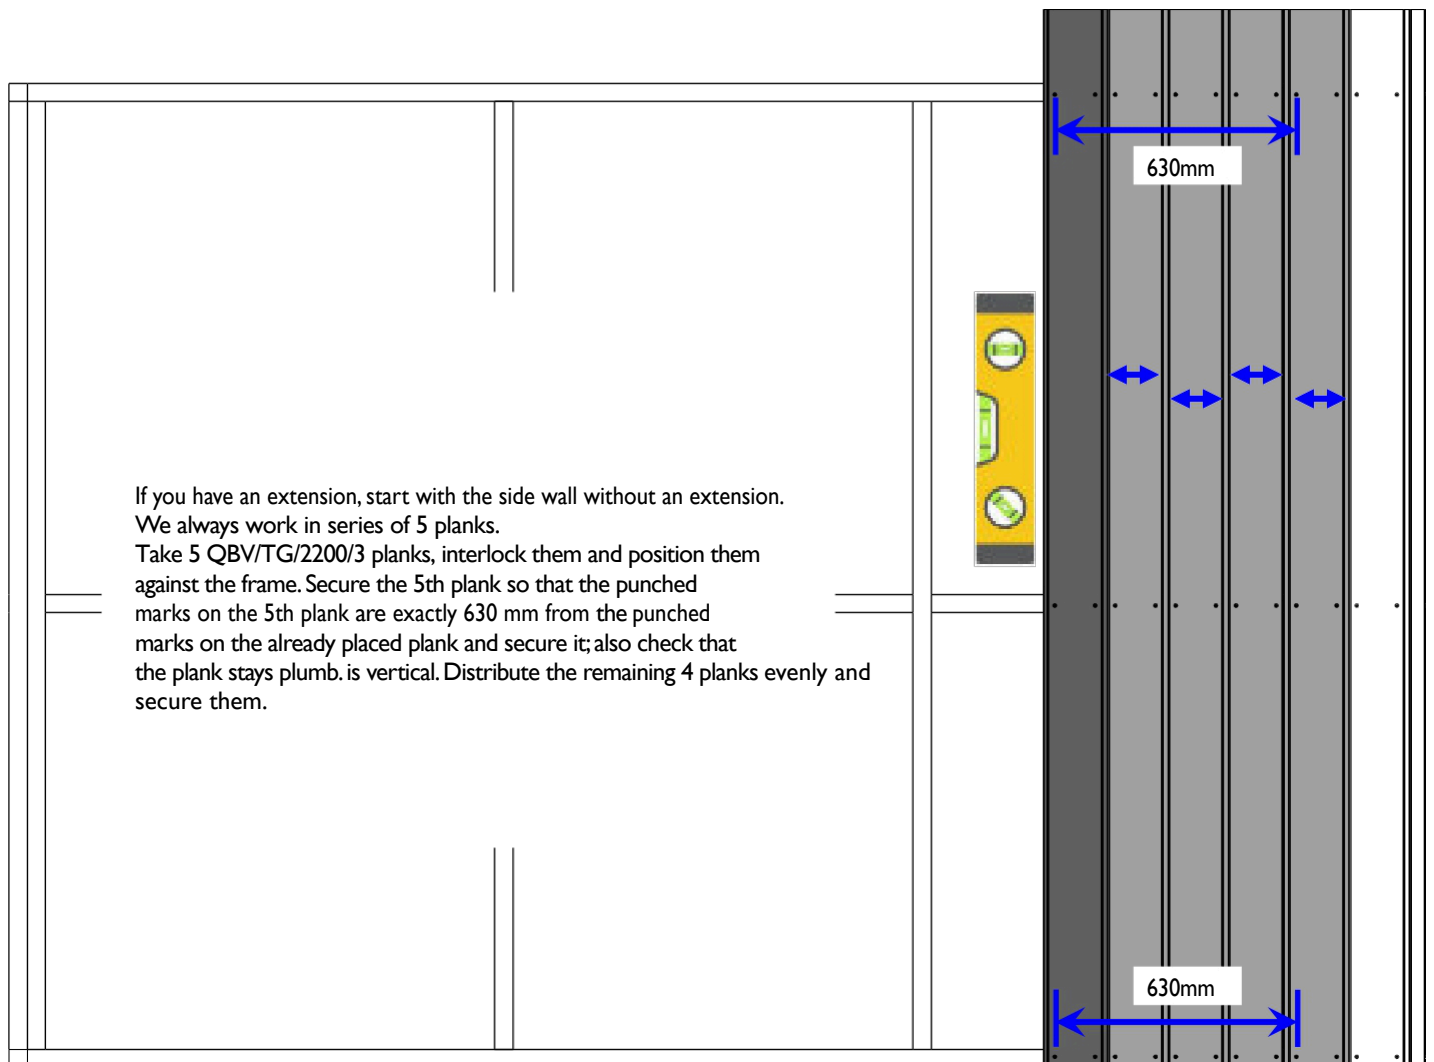 630mm
If you have an extension, start with the side wall without an extension.
We always work in series of 5 planks.
Take 5 QBV/TG/2200/3 planks, interlock them and position them
against the frame. Secure the 5th plank so that the punched
marks on the 5th plank are exactly 630 mm from the punched
marks on the already placed plank and secure it; also check that
the plank stays plumb. is vertical. Distribute the remaining 4 planks evenly and
secure them.
630mm